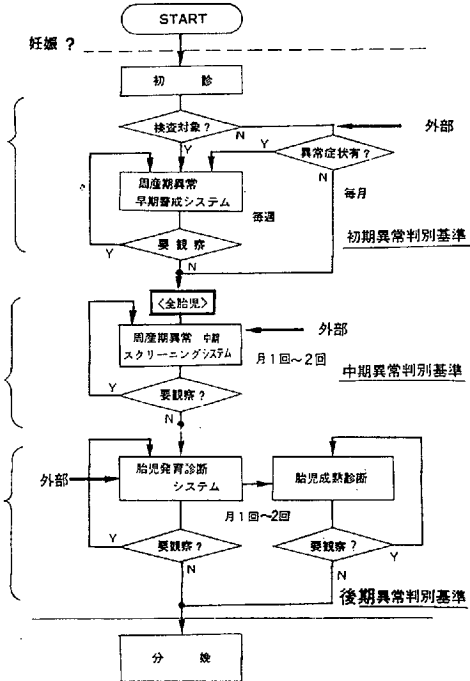 START
妊娠 ?
初 診
検査対象?
N
外部
Y
Y
異常症状有?
周産期異常
早期警成システム
N
毎月
毎週
初期異常判別基準
要 観 察
Y
N
〈全胎児〉
周産期異常 中期
スクリーニングシステム
外部
月1回〜2回
中期異常判別基準
Y
要観察?
N
外部
胎児発育診断
システム
胎児成熟診断
月1回〜2回
Y
要観察?
要観察?
Y
N
N
後期異常判別基準
分 娩